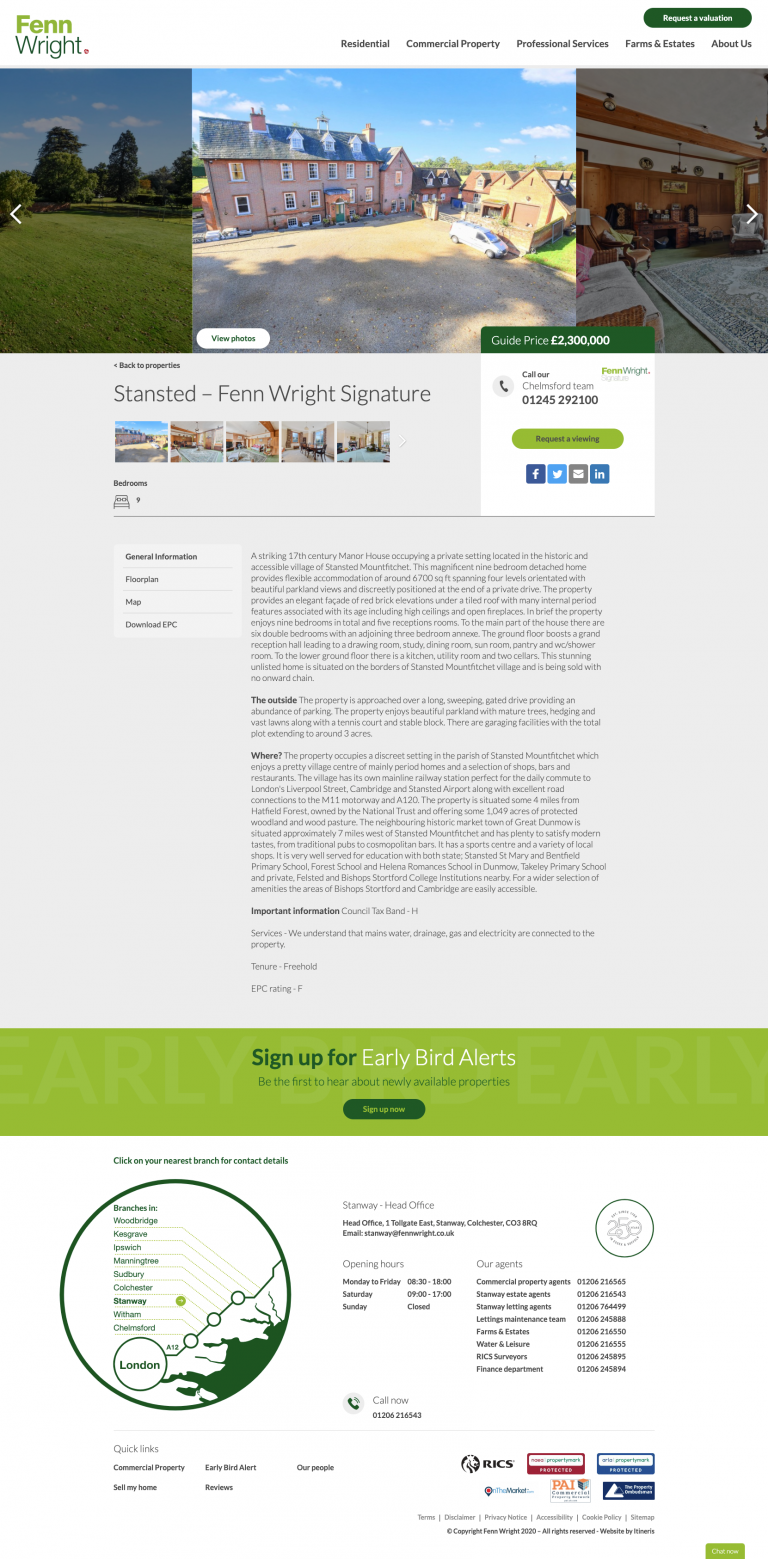 Fenn
Wright.
Request a valuation
Residential Commercial Property Professional Services Farms & Estates About Us
View photos
Guide Price £2,300,000
< Back to properties
Stansted – Fenn Wright Signature
Call our
Chelmsford team
01245 292100
FennWright.
Signature
Request a viewing
Bedrooms
9
General Information
Floorplan
Map
Download EPC
A striking 17th century Manor House occupying a private setting located in the historic and
accessible village of Stansted Mountfitchet. This magnificent nine bedroom detached home
provides flexible accommodation of around 6700 sq ft spanning four levels orientated with
beautiful parkland views and discreetly positioned at the end of a private drive. The property
provides an elegant façade of red brick elevations under a tiled roof with many internal period
features associated with its age including high ceilings and open fireplaces. In brief the property
enjoys nine bedrooms in total and five receptions rooms. To the main part of the house there are
six double bedrooms with an adjoining three bedroom annexe. The ground floor boosts a grand
reception hall leading to a drawing room, study, dining room, sun room, pantry and wc/shower
room. To the lower ground floor there is a kitchen, utility room and two cellars. This stunning
unlisted home is situated on the borders of Stansted Mountfitchet village and is being sold with
no onward chain.
The outside The property is approached over a long, sweeping, gated drive providing an
abundance of parking. The property enjoys beautiful parkland with mature trees, hedging and
vast lawns along with a tennis court and stable block. There are garaging facilities with the total
plot extending to around 3 acres.
Where? The property occupies a discreet setting in the parish of Stansted Mountfitchet which
enjoys a pretty village centre of mainly period homes and a selection of shops, bars and
restaurants. The village has its own mainline railway station perfect for the daily commute to
London's Liverpool Street, Cambridge and Stansted Airport along with excellent road
connections to the M11 motorway and A120. The property is situated some 4 miles from
Hatfield Forest, owned by the National Trust and offering some 1,049 acres of protected
woodland and wood pasture. The neighbouring historic market town of Great Dunmow is
situated approximately 7 miles west of Stansted Mountfitchet and has plenty to satisfy modern
tastes, from traditional pubs to cosmopolitan bars. It has a sports centre and a variety of local
shops. It is very well served for education with both state; Stansted St Mary and Bentfield
Primary School, Forest School and Helena Romances School in Dunmow, Takeley Primary School
and private, Felsted and Bishops Stortford College Institutions nearby. For a wider selection of
amenities the areas of Bishops Stortford and Cambridge are easily accessible.
Important information Council Tax Band - H
Services - We understand that mains water, drainage, gas and electricity are connected to the
property.
Tenure - Freehold
EPC rating - F
EARLY BIRD EARLY
Sign up for Early Bird Alerts
Be the first to hear about newly available properties
Sign up now
Click on your nearest branch for contact details
Branches in:
Woodbridge
Kesgrave
Ipswich
Manningtree
Sudbury
Colchester
Stanway
Witham
Chelmsford
A12
London
Stanway - Head Office
Head Office, 1 Tollgate East, Stanway, Colchester, CO3 8RQ
Email: stanway@fennwright.co.uk
250
YEARS
Opening hours
Monday to Friday 08:30 - 18:00
Saturday 09:00 - 17:00
Sunday Closed
Our agents
Commercial property agents 01206 216565
Stanway estate agents 01206 216543
Stanway letting agents 01206 764499
Lettings maintenance team 01206 245888
Farms & Estates 01206 216550
Water & Leisure 01206 216555
RICS Surveyors 01206 245895
Finance department 01206 245894
Call now
01206 216543
Quick links
Commercial Property Early Bird Alert Our people
Sell my home Reviews
RICS
naea | propertymark
PROTECTED
arla | propertymark
PROTECTED
OnTheMarket
PAI
Commercial
The Property
Ombudsman
Terms | Disclaimer | Privacy Notice | Accessibility | Cookie Policy | Sitemap
© Copyright Fenn Wright 2020 – All rights reserved - Website by Itineris
Chat now